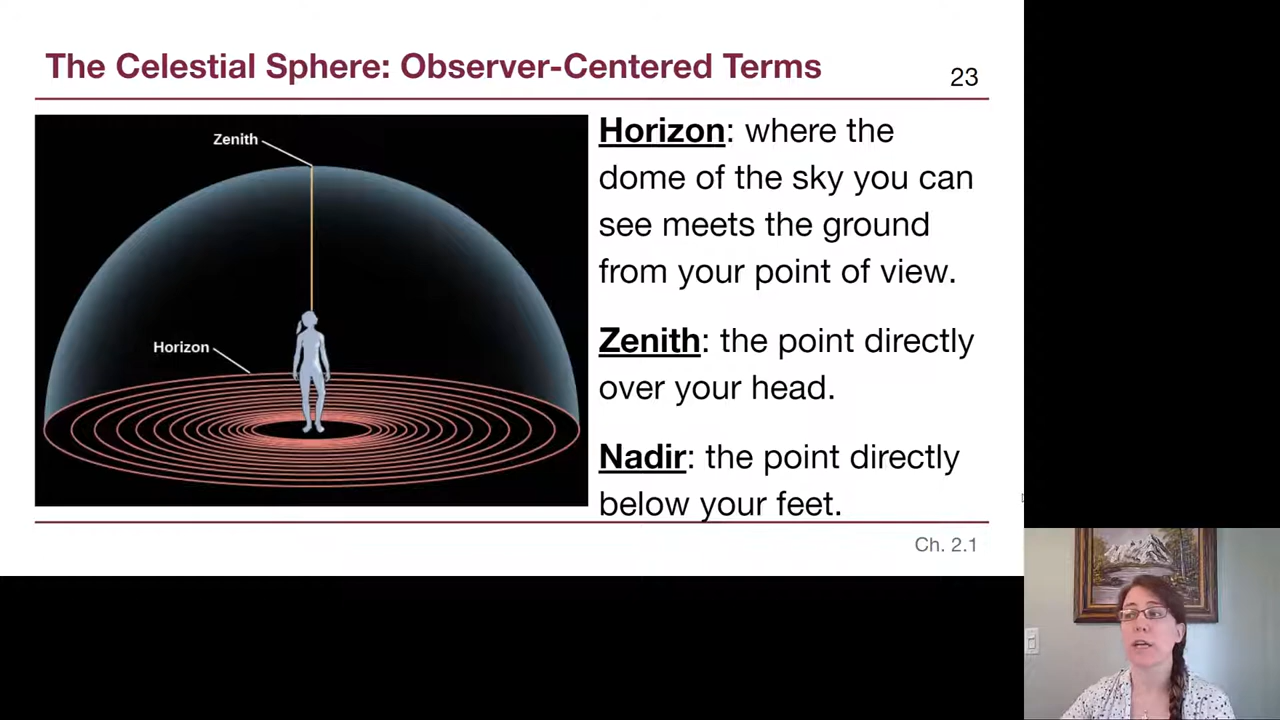 The Celestial Sphere: Observer-Centered Terms
23
Zenith
Horizon
Horizon: where the
dome of the sky you can
see meets the ground
from your point of view.
Zenith: the point directly
over your head.
Nadir: the point directly
below your feet.
Ch. 2.1